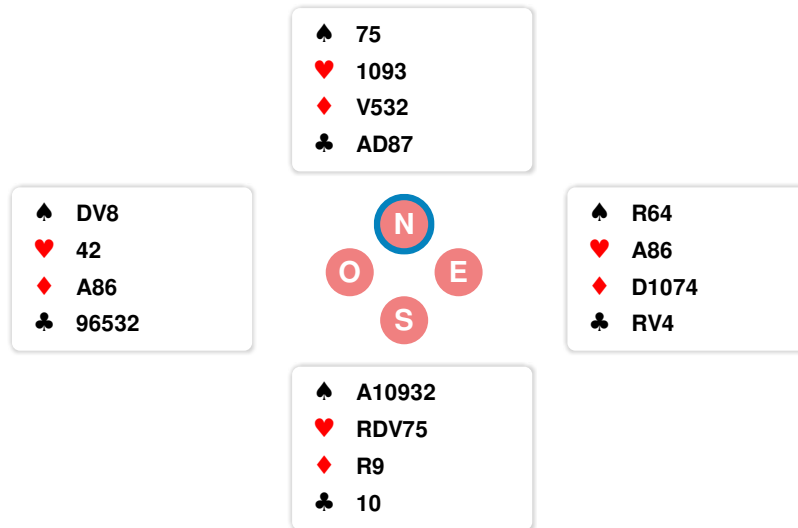 ♠ 75
♥ 1093
♦ V532
♣ AD87
♠ DV8
♥ 42
♦ A86
♣ 96532
N
O
E
S
♠ R64
♥ A86
♦ D1074
♣ RV4
♠ A10932
♥ RDV75
♦ R9
♣ 10